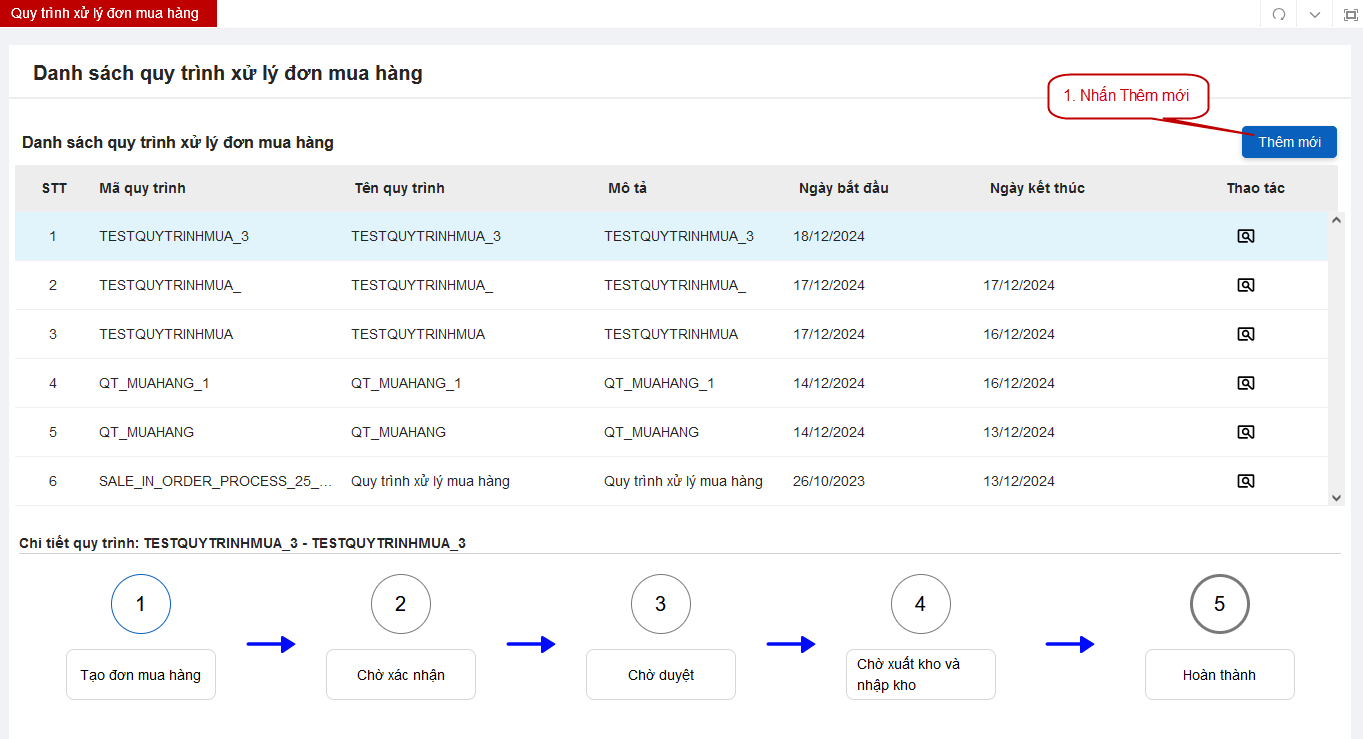 Quy trình xử lý đơn mua hàng
Danh sách quy trình xử lý đơn mua hàng
1. Nhấn Thêm mới
Danh sách quy trình xử lý đơn mua hàng
Thêm mới
STT Mã quy trình Tên quy trình Mô tả Ngày bắt đầu Ngày kết thúc Thao tác
1 TESTQUYTRINHMUA_3 TESTQUYTRINHMUA_3 TESTQUYTRINHMUA_3 18/12/2024
2 TESTQUYTRINHMUA_ TESTQUYTRINHMUA_ TESTQUYTRINHMUA_ 17/12/2024 17/12/2024
3 TESTQUYTRINHMUA TESTQUYTRINHMUA TESTQUYTRINHMUA 17/12/2024 16/12/2024
4 QT_MUAHANG_1 QT_MUAHANG_1 QT_MUAHANG_1 14/12/2024 16/12/2024
5 QT_MUAHANG QT_MUAHANG QT_MUAHANG 14/12/2024 13/12/2024
6 SALE_IN_ORDER_PROCESS_25_... Quy trình xử lý mua hàng Quy trình xử lý mua hàng 26/10/2023 13/12/2024
Chi tiết quy trình: TESTQUYTRINHMUA_3 - TESTQUYTRINHMUA_3
1 2 3 4 5
Tạo đơn mua hàng
Chờ xác nhận
Chờ duyệt
Chờ xuất kho và
nhập kho
Hoàn thành